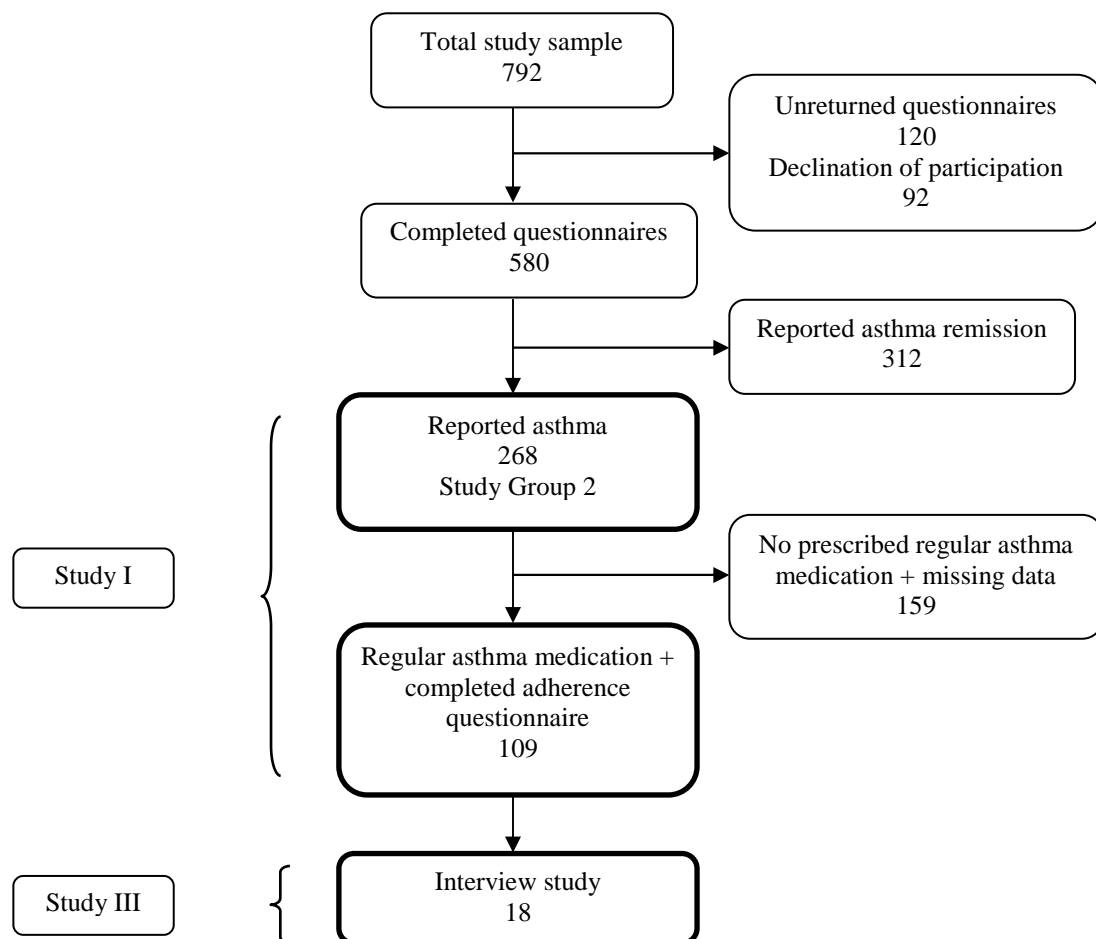 Total study sample
792
Unreturned questionnaires
120
Declination of participation
92
Completed questionnaires
580
Reported asthma remission
312
Reported asthma
268
Study Group 2
No prescribed regular asthma
medication + missing data
159
Study I
Regular asthma medication +
completed adherence
questionnaire
109
Interview study
18
Study III